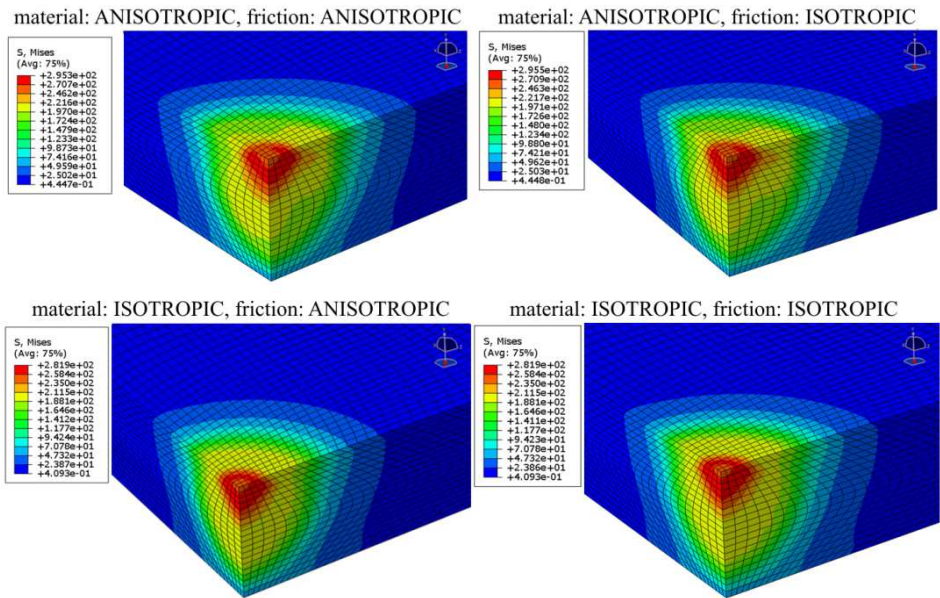 material: ANISOTROPIC, friction: ANISOTROPIC
S, Mises
(Avg: 75%)
+2.953e+02
+2.707e+02
+2.462e+02
+2.216e+02
+1.970e+02
+1.724e+02
+1.479e+02
+1.233e+02
+9.873e+01
+7.416e+01
+4.959e+01
+2.502e+01
+4.447e-01
material: ANISOTROPIC, friction: ISOTROPIC
S, Mises
(Avg: 75%)
+2.955e+02
+2.709e+02
+2.463e+02
+2.217e+02
+1.971e+02
+1.726e+02
+1.480e+02
+1.234e+02
+9.880e+01
+7.421e+01
+4.962e+01
+2.503e+01
+4.448e-01
material: ISOTROPIC, friction: ANISOTROPIC
S, Mises
(Avg: 75%)
+2.819e+02
+2.584e+02
+2.350e+02
+2.115e+02
+1.881e+02
+1.646e+02
+1.412e+02
+1.177e+02
+9.424e+01
+7.078e+01
+4.732e+01
+2.387e+01
+4.093e-01
material: ISOTROPIC, friction: ISOTROPIC
S, Mises
(Avg: 75%)
+2.819e+02
+2.584e+02
+2.350e+02
+2.115e+02
+1.881e+02
+1.646e+02
+1.411e+02
+1.177e+02
+9.423e+01
+7.078e+01
+4.732e+01
+2.386e+01
+4.093e-01